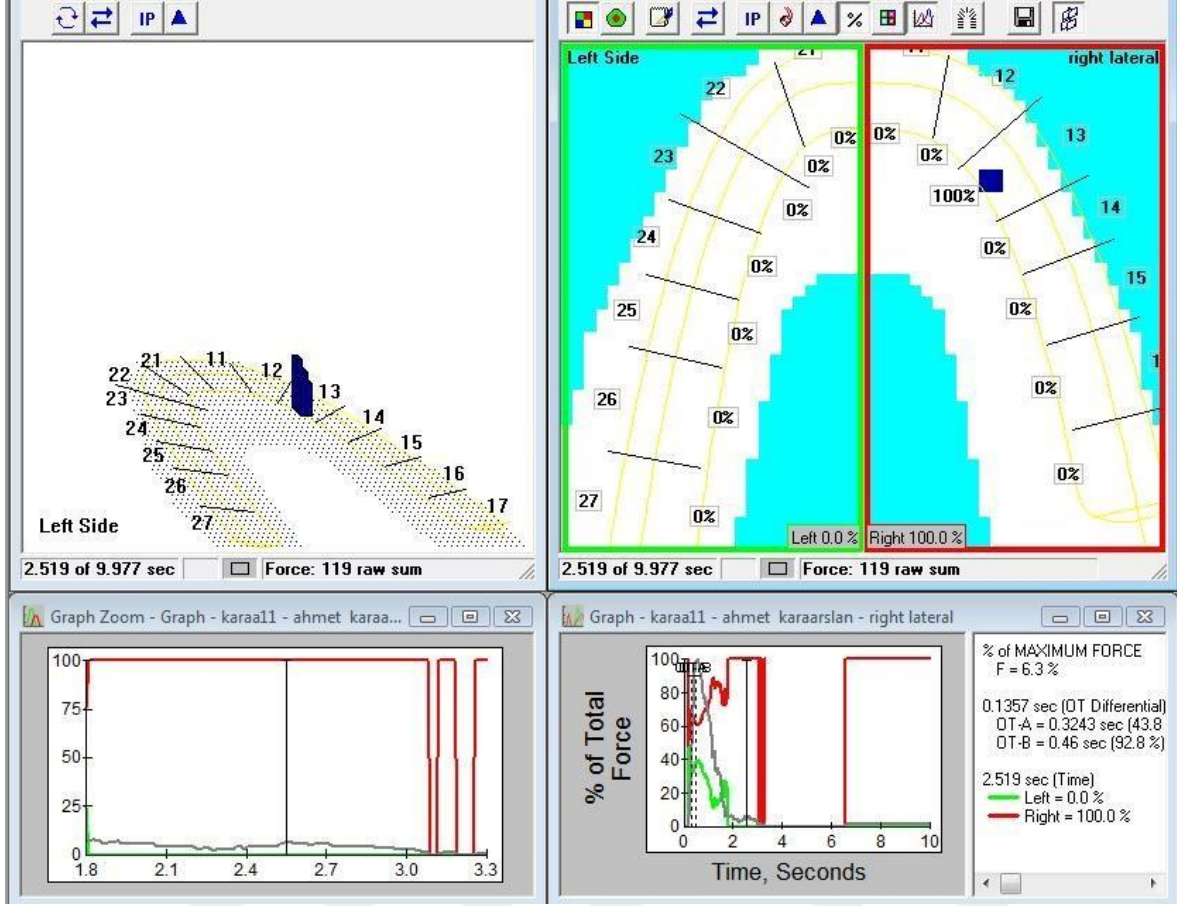 IP
IP
%
21
11
22
12
23
13
24
14
25
15
26
16
27
17
Left Side
2.519 of 9.977 sec
Force: 119 raw sum
Left Side
right lateral
21
22
12
23
13
24
14
25
15
26
27
0%
0%
0%
0%
0%
0%
0%
0%
0%
0%
100%
0%
0%
0%
0%
Left 0.0 %
Right 100.0 %
2.519 of 9.977 sec
Force: 119 raw sum
Graph Zoom - Graph - karaa11 - ahmet karaa...
100
75
50
25
0
1.8
2.1
2.4
2.7
3.0
3.3
Graph - karaa11 - ahmet karaarslan - right lateral
% of Total
Force
100
80
60
40
20
0
0
2
4
6
8
10
Time, Seconds
% of MAXIMUM FORCE
F = 6.3 %
0.1357 sec (OT Differential)
OT-A = 0.3243 sec (43.8
OT-B = 0.46 sec (92.8 %)
2.519 sec (Time)
Left = 0.0 %
Right = 100.0 %